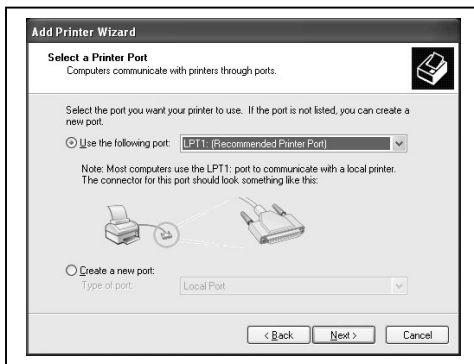 Add Printer Wizard
Select a Printer Port
Computers communicate with printers through ports.
Select the port you want your printer to use. If the port is not listed, you can create a
new port.
Use the following port: LPT1: (Recommended Printer Port)
Note: Most computers use the LPT1: port to communicate with a local printer.
The connector for this port should look something like this:
Create a new port:
Type of port: Local Port
< Back Next > Cancel